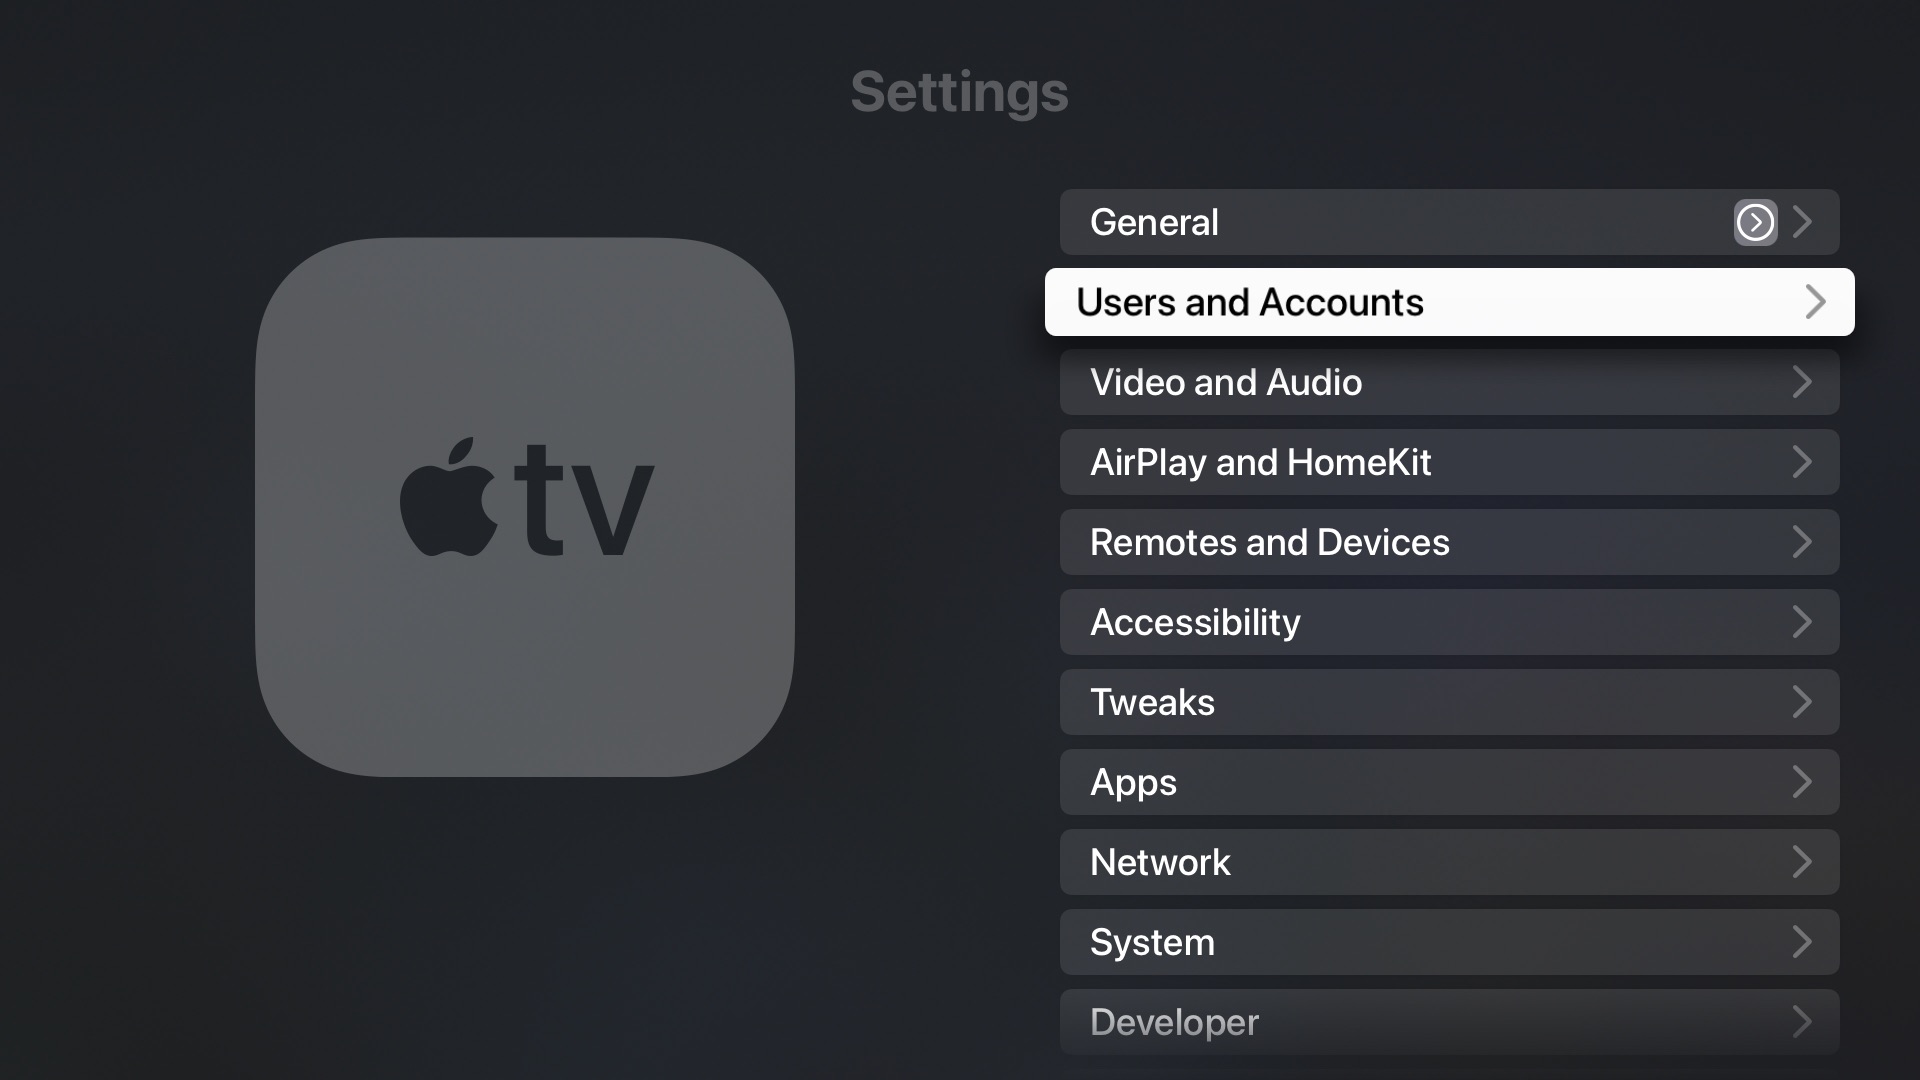 Settings
tv
General
Users and Accounts
Video and Audio
AirPlay and HomeKit
Remotes and Devices
Accessibility
Tweaks
Apps
Network
System
Developer